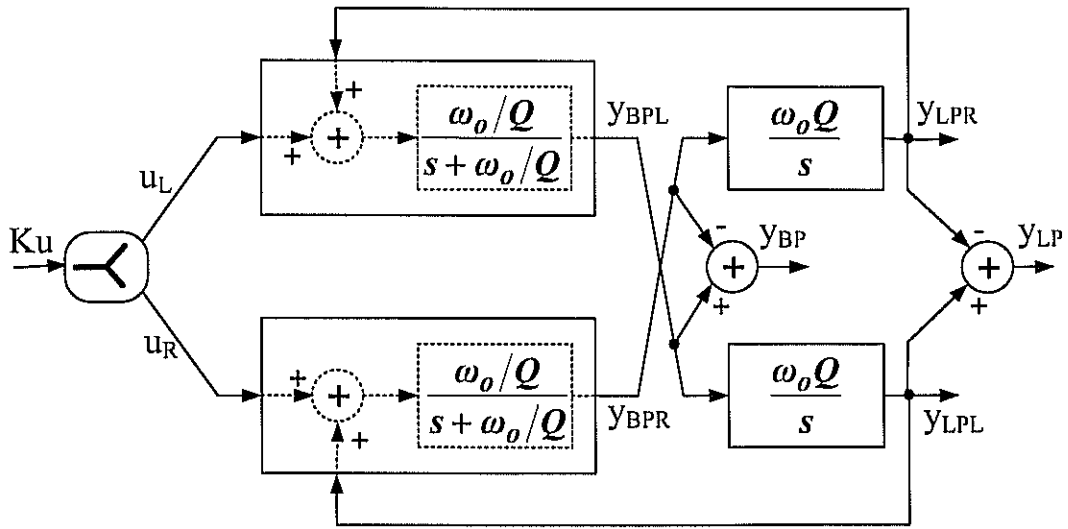 +
+ +
ω_o/Q
s + ω_o/Q
y_BPL
ω_oQ
s
y_LPR
u_L
Ku
-
+
+
y_BP
-
+
+
y_LP
u_R
+ +
+
ω_o/Q
s + ω_o/Q
y_BPR
ω_oQ
s
y_LPL